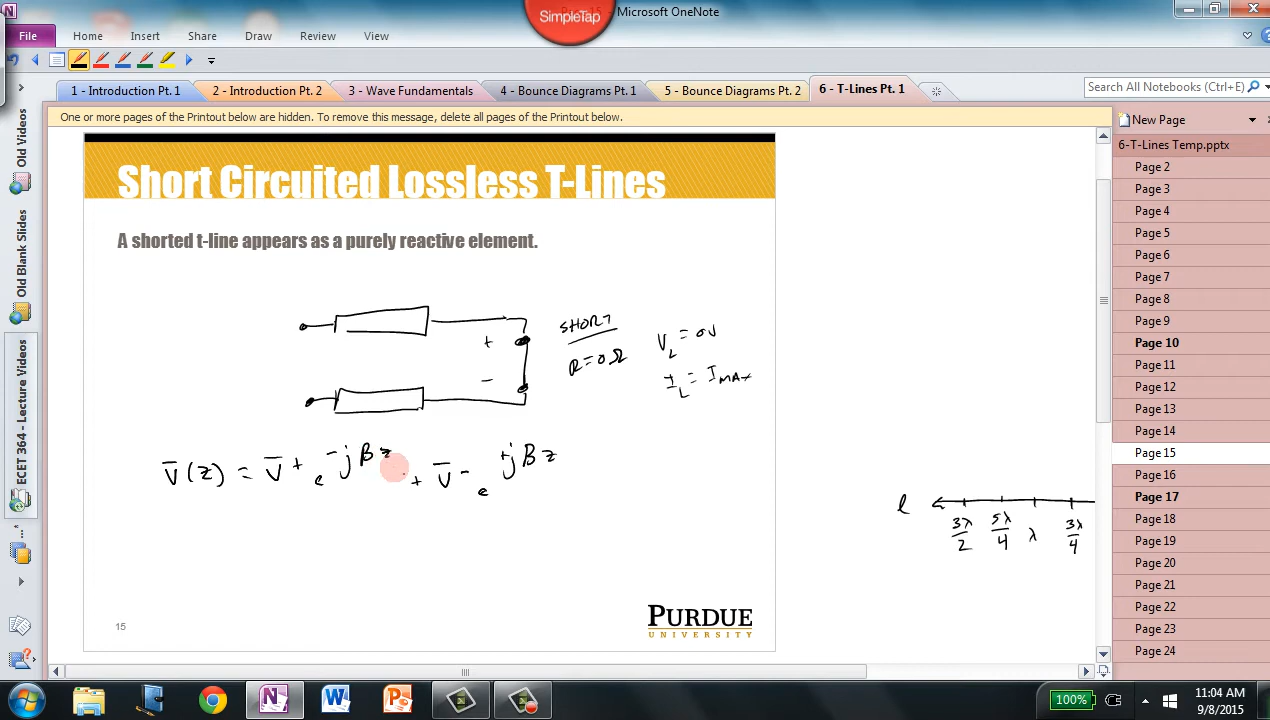 SimpleTap
Page 15 - Microsoft OneNote
File Home Insert Share Draw Review View
1 - Introduction Pt. 1
2 - Introduction Pt. 2
3 - Wave Fundamentals
4 - Bounce Diagrams Pt. 1
5 - Bounce Diagrams Pt. 2
6 - T-Lines Pt. 1
Search All Notebooks (Ctrl+E)
One or more pages of the Printout below are hidden. To remove this message, delete all pages of the Printout below.
Old Videos
Old Blank Slides
ECET 364 - Lecture Videos
Short Circuited Lossless T-Lines
A shorted t-line appears as a purely reactive element.
+
-
SHORT
R=0Ω
V_L = 0V
I_L = I_MAX
V̅(z) = V̅+ e -jβz + V̅- e +jβz
15
PURDUE
UNIVERSITY
ℓ
3λ/2 5λ/4 λ 3λ/4
New Page
6-T-Lines Temp.pptx
Page 2
Page 3
Page 4
Page 5
Page 6
Page 7
Page 8
Page 9
Page 10
Page 11
Page 12
Page 13
Page 14
Page 15
Page 17
Page 18
Page 19
Page 20
Page 21
Page 22
Page 23
Page 24
100%
11:04 AM
9/8/2015